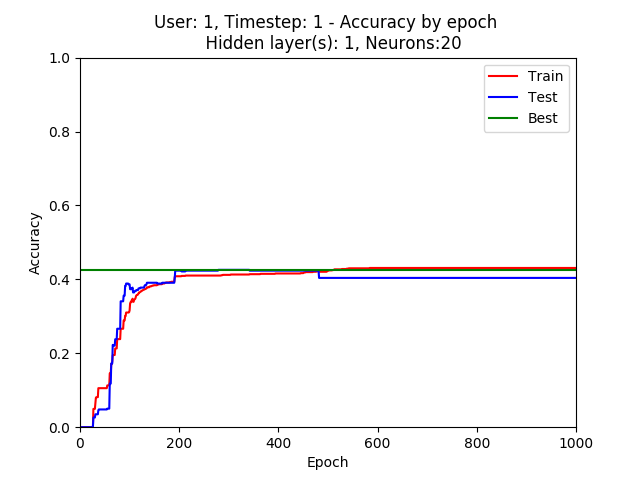 User: 1, Timestep: 1 - Accuracy by epoch
Hidden layer(s): 1, Neurons:20
1.0
0.8
0.6
0.4
0.2
0.0
Accuracy
Train
Test
Best
0 200 400 600 800 1000
Epoch